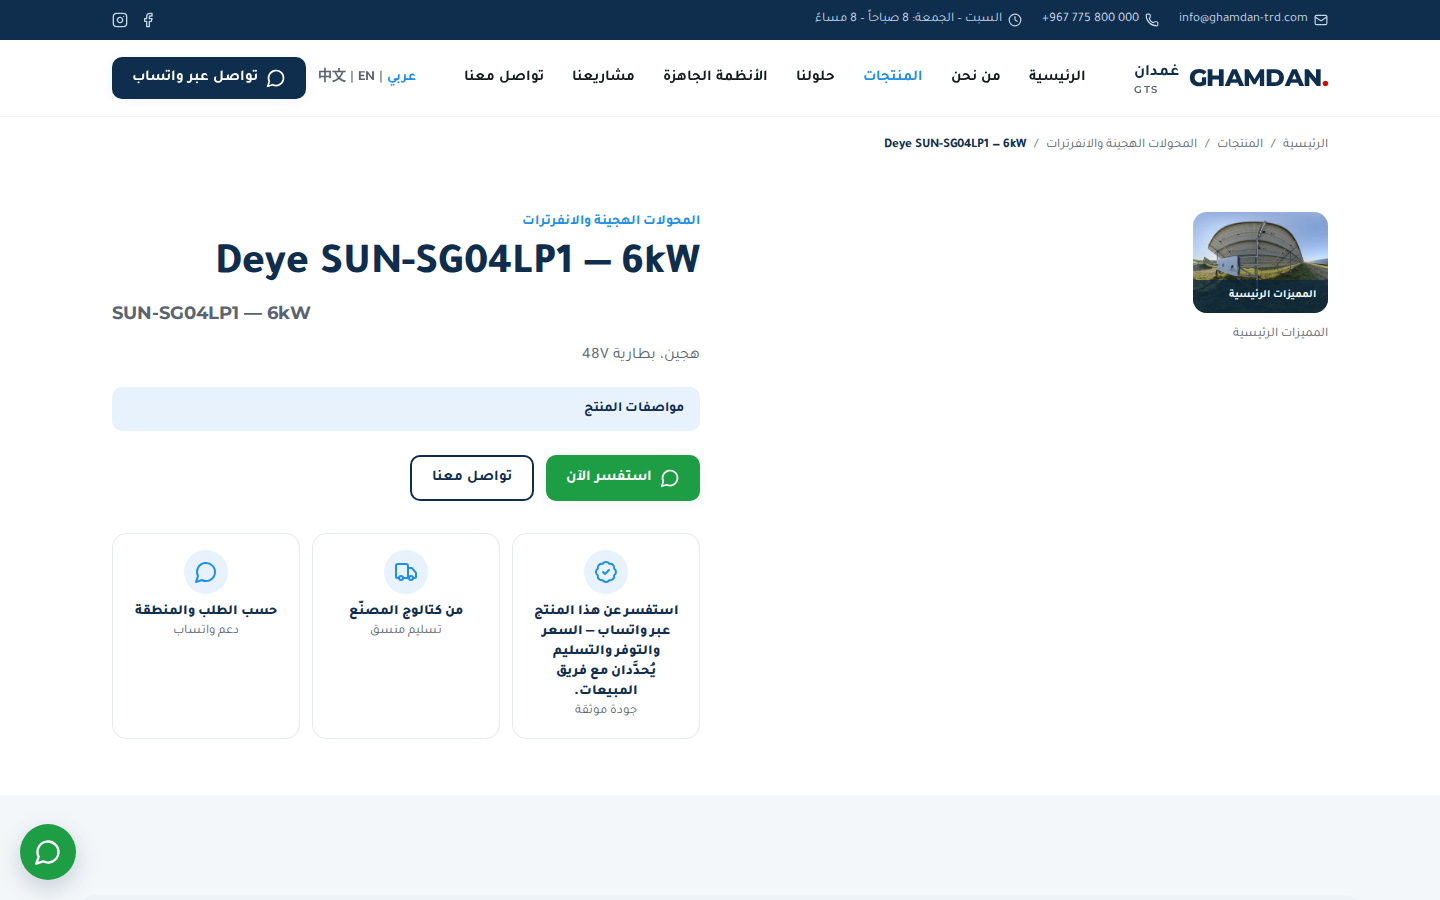 info@ghamdan-trd.com
+967 775 800 000
السبت - الجمعة: 8 صباحاً - 8 مساءً
GHAMDAN.
غمدان
GTS
الرئيسية
من نحن
المنتجات
حلولنا
الأنظمة الجاهزة
مشاريعنا
تواصل معنا
عربي | EN | 中文
تواصل عبر واتساب
الرئيسية / المنتجات / المحولات الهجينة والانفرترات / Deye SUN-SG04LP1 — 6kW
المميزات الرئيسية
المميزات الرئيسية
المحولات الهجينة والانفرترات
Deye SUN-SG04LP1 — 6kW
SUN-SG04LP1 — 6kW
هجين، بطارية 48V
مواصفات المنتج
استفسر الآن
تواصل معنا
استفسر عن هذا المنتج
عبر واتساب — السعر
والتوفر والتسليم
يُحدَّدان مع فريق
المبيعات.
جودة موثقة
من كتالوج المصنّع
تسليم منسق
حسب الطلب والمنطقة
دعم واتساب